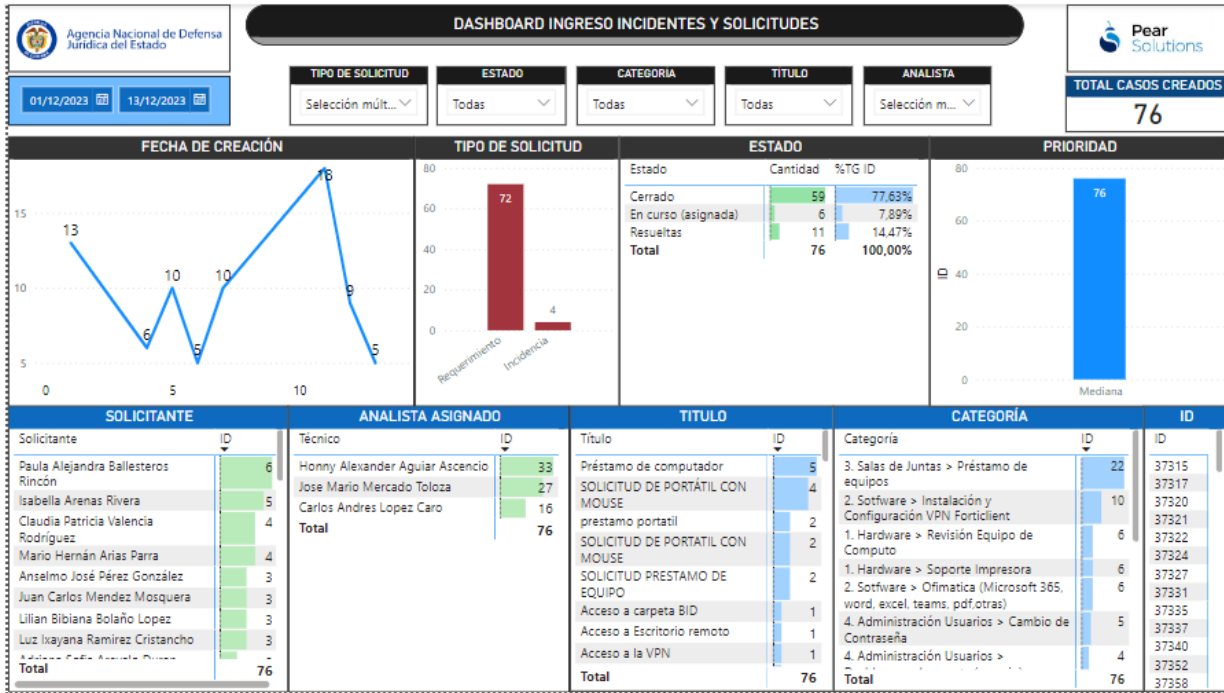 Agencia Nacional de Defensa
Jurídica del Estado
DASHBOARD INGRESO INCIDENTES Y SOLICITUDES
Pear
Solutions
01/12/2023
13/12/2023
TIPO DE SOLICITUD
Selección múlt...
ESTADO
Todas
CATEGORIA
Todas
TÍTULO
Todas
ANALISTA
Selección m...
TOTAL CASOS CREADOS
76
FECHA DE CREACIÓN
15
10
5
13
6
10
5
10
18
9
5
0
5
10
TIPO DE SOLICITUD
80
60
40
20
0
72
4
Requerimiento
Incidencia
ESTADO
Estado Cantidad %TG ID
Cerrado 59 77,63%
En curso (asignada) 6 7,89%
Resueltas 11 14,47%
Total 76 100,00%
PRIORIDAD
80
60
40
20
0
ID
76
Mediana
SOLICITANTE
Solicitante ID
Paula Alejandra Ballesteros 6
Rincón
Isabella Arenas Rivera 5
Claudia Patricia Valencia 4
Rodríguez
Mario Hernán Arias Parra 4
Anselmo José Pérez González 3
Juan Carlos Mendez Mosquera 3
Lilian Bibiana Bolaño Lopez 3
Luz Ixayana Ramirez Cristancho 3
Total 76
ANALISTA ASIGNADO
Técnico ID
Honny Alexander Aguiar Ascencio 33
Jose Mario Mercado Toloza 27
Carlos Andres Lopez Caro 16
Total 76
TITULO
Título ID
Préstamo de computador 5
SOLICITUD DE PORTÁTIL CON 4
MOUSE
prestamo portatil 2
SOLICITUD DE PORTATIL CON 2
MOUSE
SOLICITUD PRESTAMO DE 2
EQUIPO
Acceso a carpeta BID 1
Acceso a Escritorio remoto 1
Acceso a la VPN 1
Total 76
CATEGORÍA
Categoría ID
3. Salas de Juntas > Préstamo de 22
equipos
2. Sotfware > Instalación y 10
Configuración VPN Forticlient
1. Hardware > Revisión Equipo de 6
Computo
1. Hardware > Soporte Impresora 6
2. Sotfware > Ofimatica (Microsoft 365, 6
word, excel, teams, pdf,otras)
4. Administración Usuarios > Cambio de 5
Contraseña
4. Administración Usuarios > 4
Total 76
ID
ID
37315
37317
37320
37321
37322
37324
37327
37331
37335
37337
37340
37352
37358